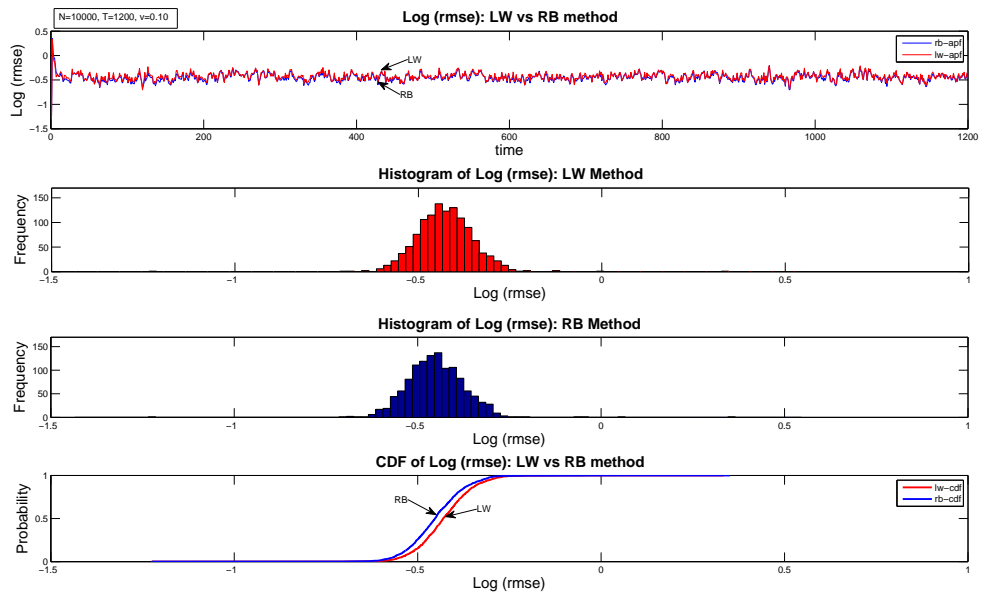 Log (rmse): LW vs RB method
N=10000, T=1200, v=0.10
Log (rmse)
0.5
0
−0.5
−1
−1.5
LW
RB
rb−apf
lw−apf
0
200
400
600
800
1000
1200
time
Histogram of Log (rmse): LW Method
Frequency
150
100
50
0
−1.5
−1
−0.5
0
0.5
1
Log (rmse)
Histogram of Log (rmse): RB Method
Frequency
150
100
50
0
−1.5
−1
−0.5
0
0.5
1
Log (rmse)
CDF of Log (rmse): LW vs RB method
Probability
1
0.5
0
RB
LW
lw−cdf
rb−cdf
−1.5
−1
−0.5
0
0.5
1
Log (rmse)